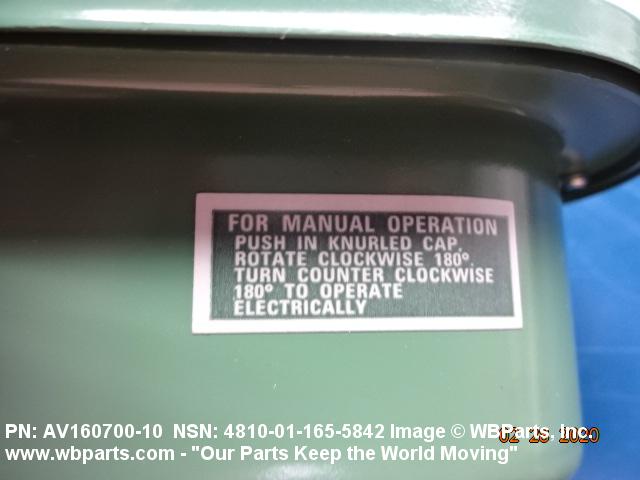 FOR MANUAL OPERATION
PUSH IN KNURLED CAP.
ROTATE CLOCKWISE 180°.
TURN COUNTER CLOCKWISE
180° TO OPERATE
ELECTRICALLY
PN: AV160700-10 NSN: 4810-01-165-5842 Image © WBParts, Inc.
02 25 2020
www.wbparts.com - "Our Parts Keep the World Moving"